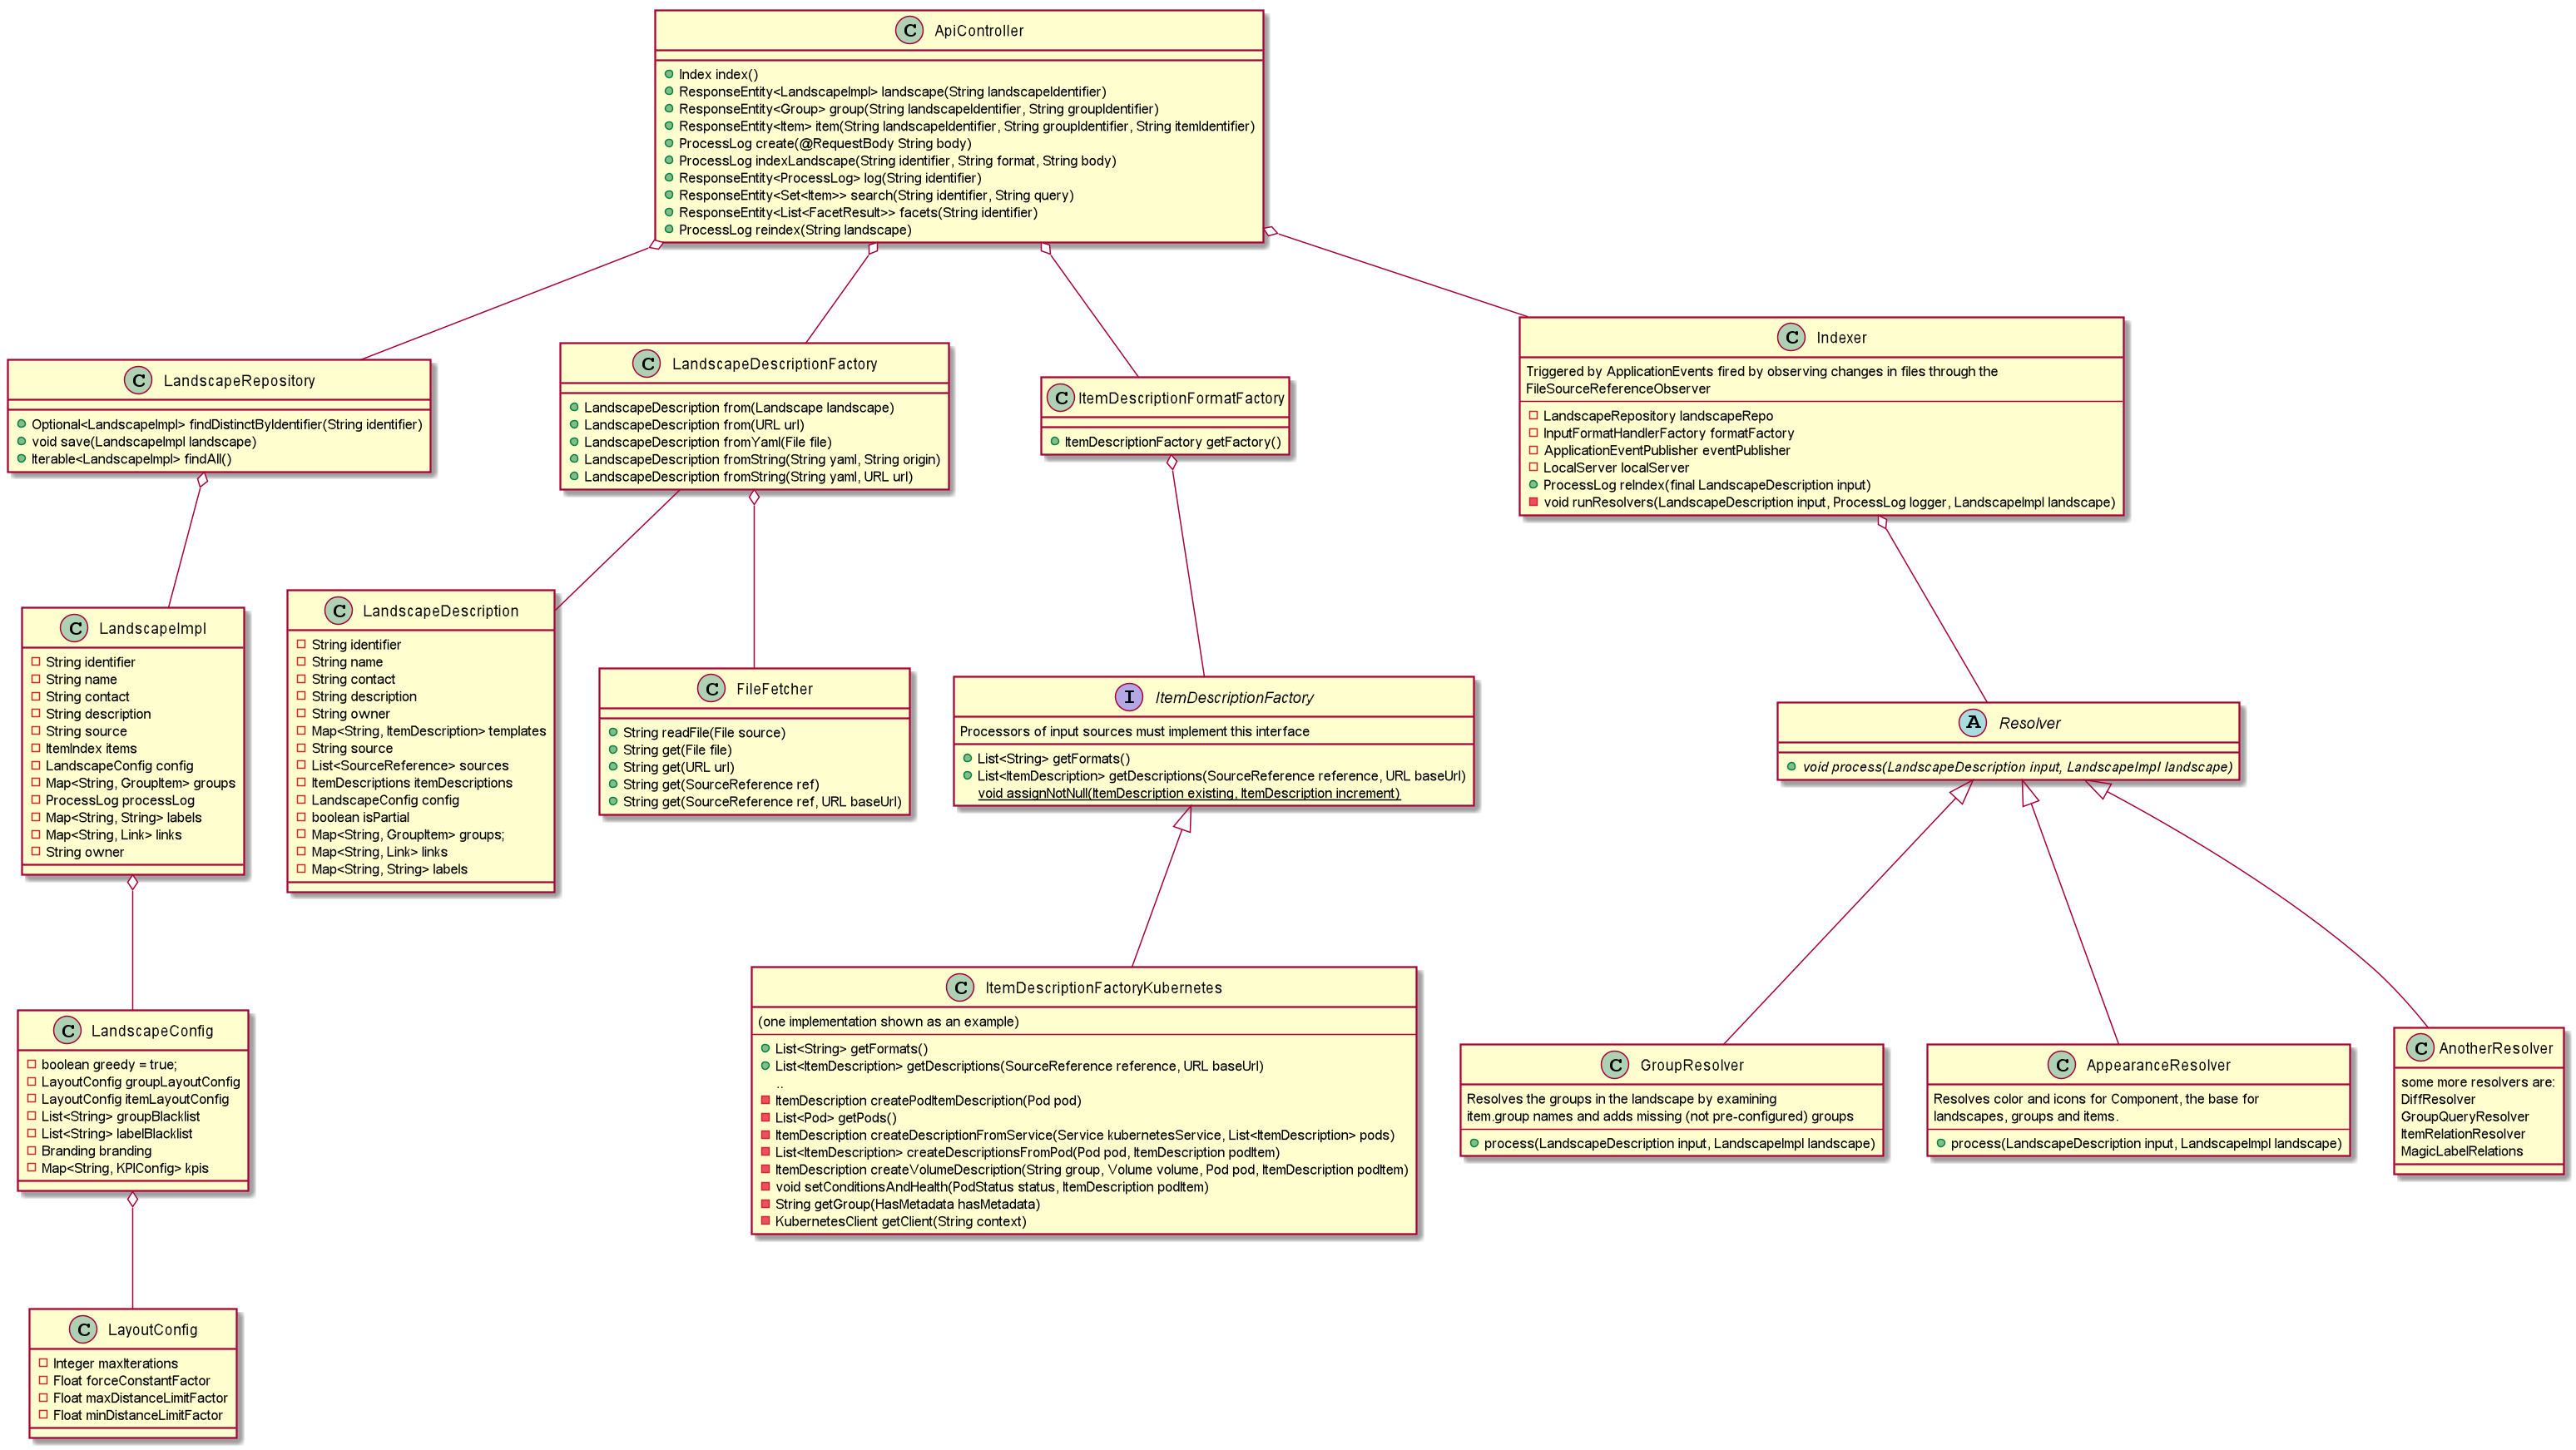 C ApiController
Index index()
ResponseEntity<LandscapeImpl> landscape(String landscapeIdentifier)
ResponseEntity<Group> group(String landscapeIdentifier, String groupIdentifier)
ResponseEntity<Item> item(String landscapeIdentifier, String groupIdentifier, String itemIdentifier)
ProcessLog create(@RequestBody String body)
ProcessLog indexLandscape(String identifier, String format, String body)
ResponseEntity<ProcessLog> log(String identifier)
ResponseEntity<Set<Item>> search(String identifier, String query)
ResponseEntity<List<FacetResult>> facets(String identifier)
ProcessLog reindex(String landscape)
C LandscapeRepository
Optional<LandscapeImpl> findDistinctByIdentifier(String identifier)
void save(LandscapeImpl landscape)
Iterable<LandscapeImpl> findAll()
C LandscapeDescriptionFactory
LandscapeDescription from(Landscape landscape)
LandscapeDescription from(URL url)
LandscapeDescription fromYaml(File file)
LandscapeDescription fromString(String yaml, String origin)
LandscapeDescription fromString(String yaml, URL url)
C ItemDescriptionFormatFactory
ItemDescriptionFactory getFactory()
C Indexer
Triggered by ApplicationEvents fired by observing changes in files through the
FileSourceReferenceObserver
LandscapeRepository landscapeRepo
InputFormatHandlerFactory formatFactory
ApplicationEventPublisher eventPublisher
LocalServer localServer
ProcessLog reIndex(final LandscapeDescription input)
void runResolvers(LandscapeDescription input, ProcessLog logger, LandscapeImpl landscape)
C LandscapeImpl
String identifier
String name
String contact
String description
String source
ItemIndex items
LandscapeConfig config
Map<String, GroupItem> groups
ProcessLog processLog
Map<String, String> labels
Map<String, Link> links
String owner
C LandscapeDescription
String identifier
String name
String contact
String description
String owner
Map<String, ItemDescription> templates
String source
List<SourceReference> sources
ItemDescriptions itemDescriptions
LandscapeConfig config
boolean isPartial
Map<String, GroupItem> groups;
Map<String, Link> links
Map<String, String> labels
C FileFetcher
String readFile(File source)
String get(File file)
String get(URL url)
String get(SourceReference ref)
String get(SourceReference ref, URL baseUrl)
I ItemDescriptionFactory
Processors of input sources must implement this interface
List<String> getFormats()
List<ItemDescription> getDescriptions(SourceReference reference, URL baseUrl)
void assignNotNull(ItemDescription existing, ItemDescription increment)
A Resolver
void process(LandscapeDescription input, LandscapeImpl landscape)
C LandscapeConfig
boolean greedy = true;
LayoutConfig groupLayoutConfig
LayoutConfig itemLayoutConfig
List<String> groupBlacklist
List<String> labelBlacklist
Branding branding
Map<String, KPIConfig> kpis
C ItemDescriptionFactoryKubernetes
(one implementation shown as an example)
List<String> getFormats()
List<ItemDescription> getDescriptions(SourceReference reference, URL baseUrl)
..
ItemDescription createPodItemDescription(Pod pod)
List<Pod> getPods()
ItemDescription createDescriptionFromService(Service kubernetesService, List<ItemDescription> pods)
List<ItemDescription> createDescriptionsFromPod(Pod pod, ItemDescription podItem)
ItemDescription createVolumeDescription(String group, Volume volume, Pod pod, ItemDescription podItem)
void setConditionsAndHealth(PodStatus status, ItemDescription podItem)
String getGroup(HasMetadata hasMetadata)
KubernetesClient getClient(String context)
C GroupResolver
Resolves the groups in the landscape by examining
item.group names and adds missing (not pre-configured) groups
process(LandscapeDescription input, LandscapeImpl landscape)
C AppearanceResolver
Resolves color and icons for Component, the base for
landscapes, groups and items.
process(LandscapeDescription input, LandscapeImpl landscape)
C AnotherResolver
some more resolvers are:
DiffResolver
GroupQueryResolver
ItemRelationResolver
MagicLabelRelations
C LayoutConfig
Integer maxIterations
Float forceConstantFactor
Float maxDistanceLimitFactor
Float minDistanceLimitFactor